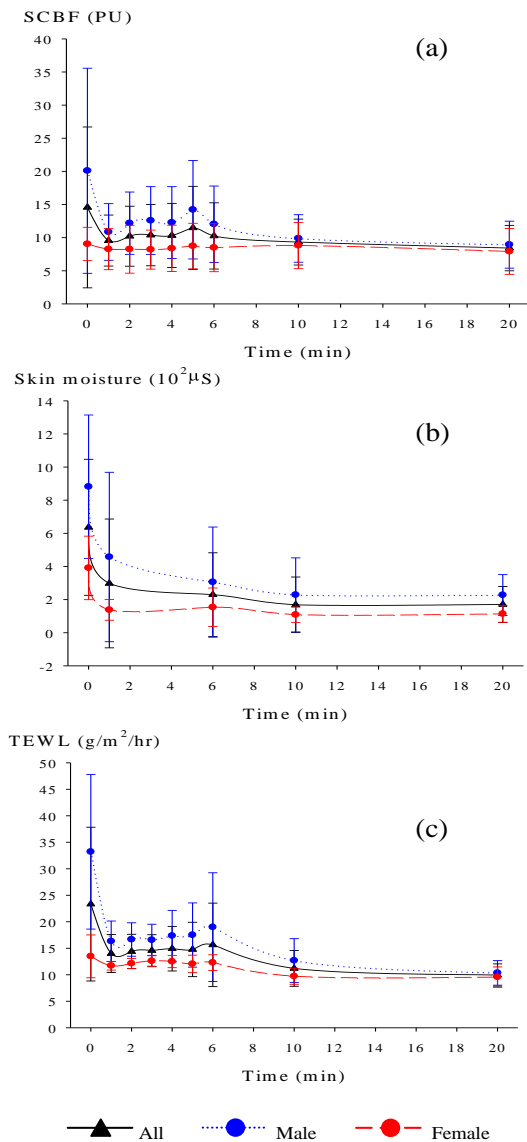 SCBF (PU)
(a)
40
35
30
25
20
15
10
5
0
0 2 4 6 8 10 12 14 16 18 20
Time (min)
Skin moisture (10²µS)
(b)
14
12
10
8
6
4
2
0
-2
0 2 4 6 8 10 12 14 16 18 20
Time (min)
TEWL (g/m²/hr)
(c)
50
45
40
35
30
25
20
15
10
5
0
0 2 4 6 8 10 12 14 16 18 20
Time (min)
All Male Female